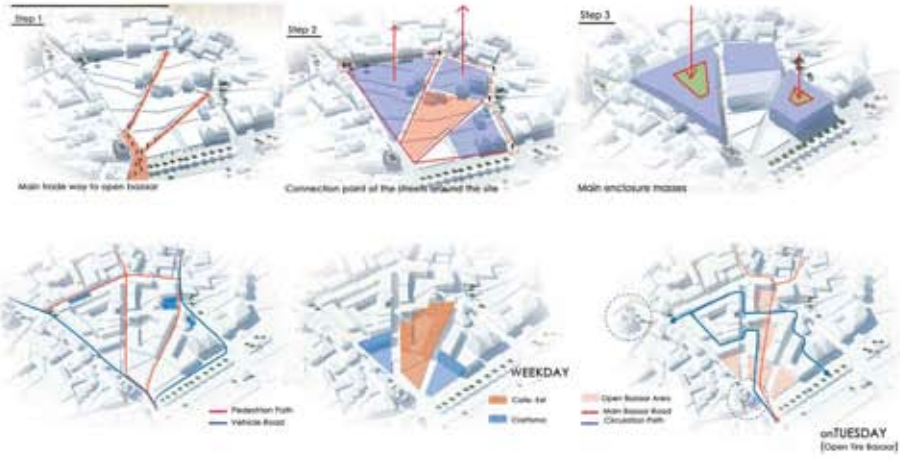 Step 1
Step 2
Step 3
Main trade way to open bazaar
Connection point of the streets around the site
Main enclosure masses
WEEKDAY
Pedestrian Path
Vehicle Road
Open Bazaar Area
Main Bazaar Road
Circulation Path
onTUESDAY
(Open Tire Bazaar)